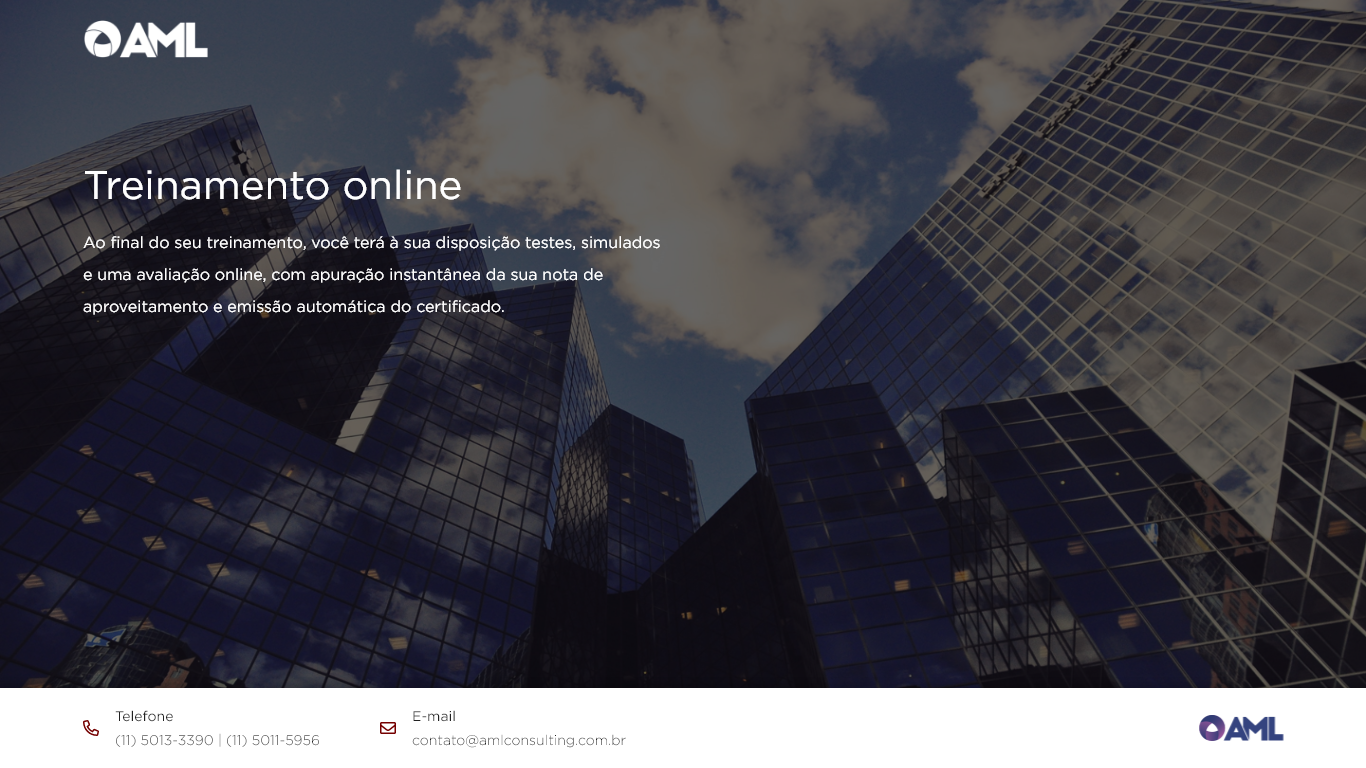 AML
Treinamento online
Ao final do seu treinamento, você terá à sua disposição testes, simulados
e uma avaliação online, com apuração instantânea da sua nota de
aproveitamento e emissão automática do certificado.
Telefone
(11) 5013-3390 | (11) 5011-5956
E-mail
contato@amlconsulting.com.br
AML